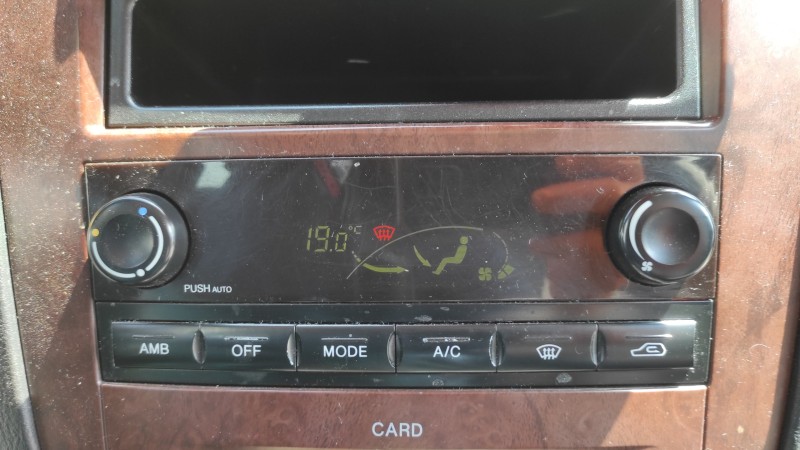 19.0 °C
PUSH AUTO
AMB
OFF
MODE
A/C
CARD